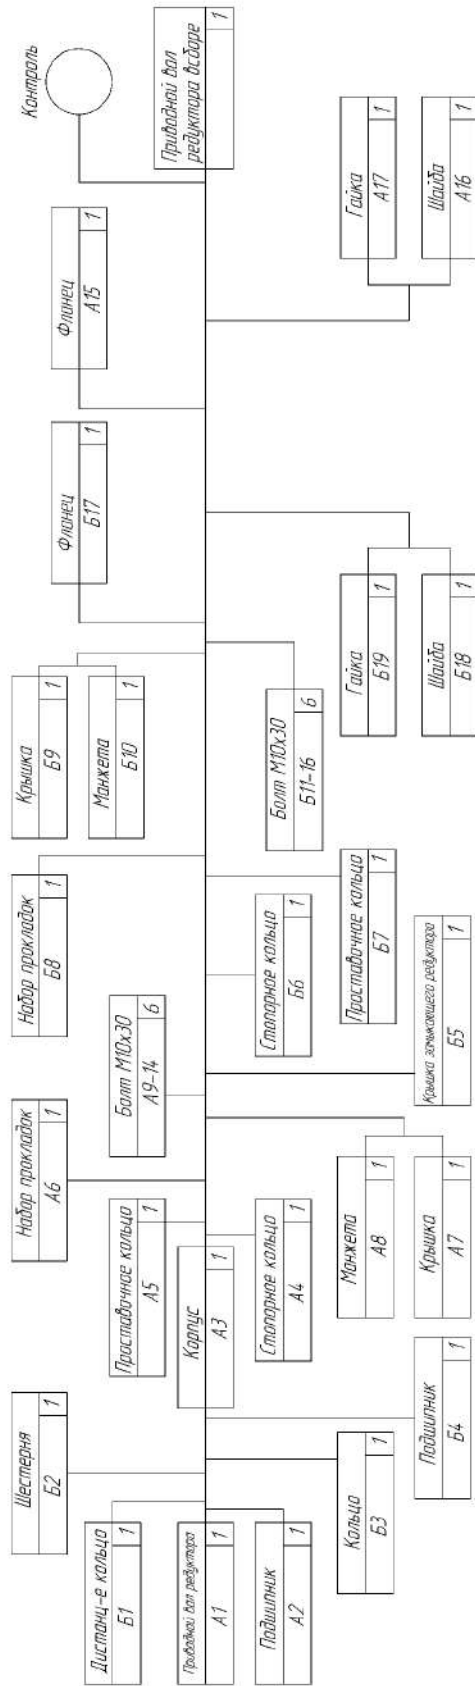 Контроль
Приводной вал
редуктора всборе
1
Фланец
А15
1
Фланец
Б17
1
Гайка
А17
1
Шайба
А16
1
Гайка
Б19
1
Шайба
Б18
1
Крышка
Б9
1
Манжета
Б10
1
Болт М10х30
Б11-16
6
Набор прокладок
Б8
1
Болт М10х30
А9-14
6
Стопорное кольцо
Б6
1
Проставочное кольцо
Б7
1
Крышка замыкающего редуктора
Б5
1
Набор прокладок
А6
1
Проставочное кольцо
А5
1
Корпус
А3
1
Стопорное кольцо
А4
1
Манжета
А8
1
Крышка
А7
1
Шестерня
Б2
1
Дистанц-е кольцо
Б1
1
Приводной вал редуктора
А1
1
Подшипник
А2
1
Кольцо
Б3
1
Подшипник
Б4
1